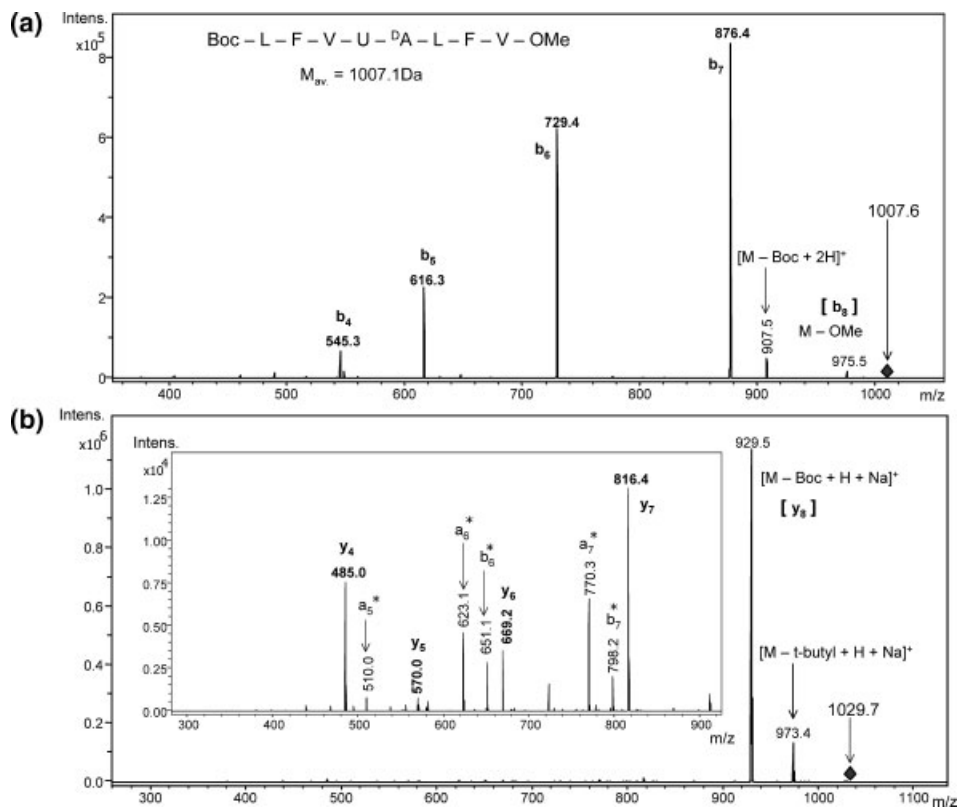 (a)
Intens.
x10⁵
Boc – L – F – V – U – ᴰA – L – F – V – OMe
Mav. = 1007.1Da
876.4
b₇
729.4
b₆
1007.6
[M – Boc + 2H]⁺
b₅
616.3
[ b₈ ]
M – OMe
b₄
545.3
907.5
975.5
8
6
4
2
0
400 500 600 700 800 900 1000 m/z
(b)
Intens.
x10⁶
929.5
[M – Boc + H + Na]⁺
[ y₈ ]
[M – t-butyl + H + Na]⁺
973.4
1029.7
1.0
0.8
0.6
0.4
0.2
0.0
300 400 500 600 700 800 900 1000 1100 m/z
Intens.
x10⁴
816.4
y₇
a₆*
b₆*
a₇*
y₄
485.0
a₅*
510.0
y₅
570.0
623.1
651.1
y₆
669.2
770.3
b₇*
798.2
1.25
1.00
0.75
0.50
0.25
0.00
300 400 500 600 700 800 900
m/z